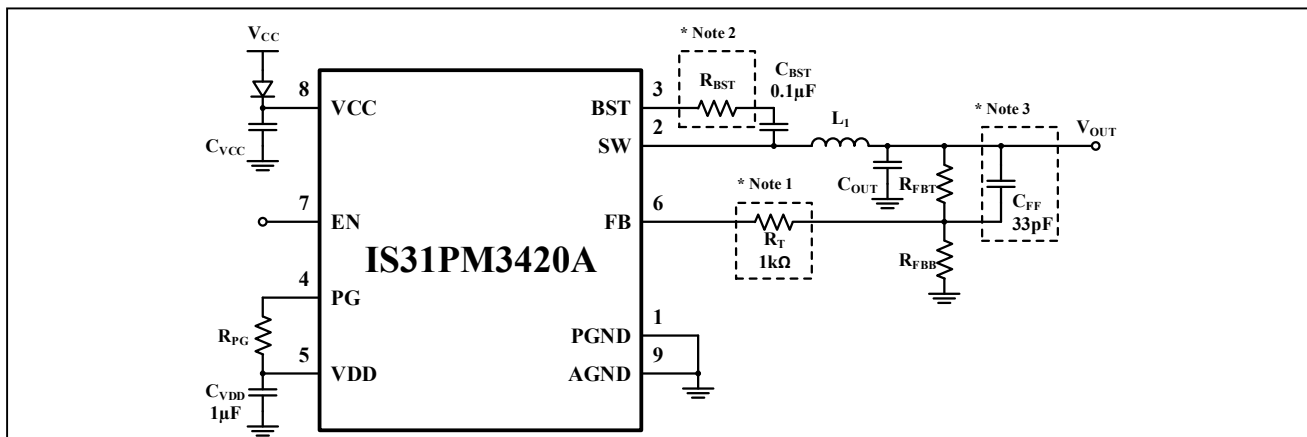 VCC
* Note 2
RBST
CBST
0.1µF
8
VCC
BST
3
2
SW
L1
* Note 3
VOUT
CVCC
COUT
RFBT
CFF
33pF
* Note 1
7
EN
FB
6
RT
1kΩ
RFBB
IS31PM3420A
4
PG
RPG
PGND
1
5
VDD
AGND
9
CVDD
1µF